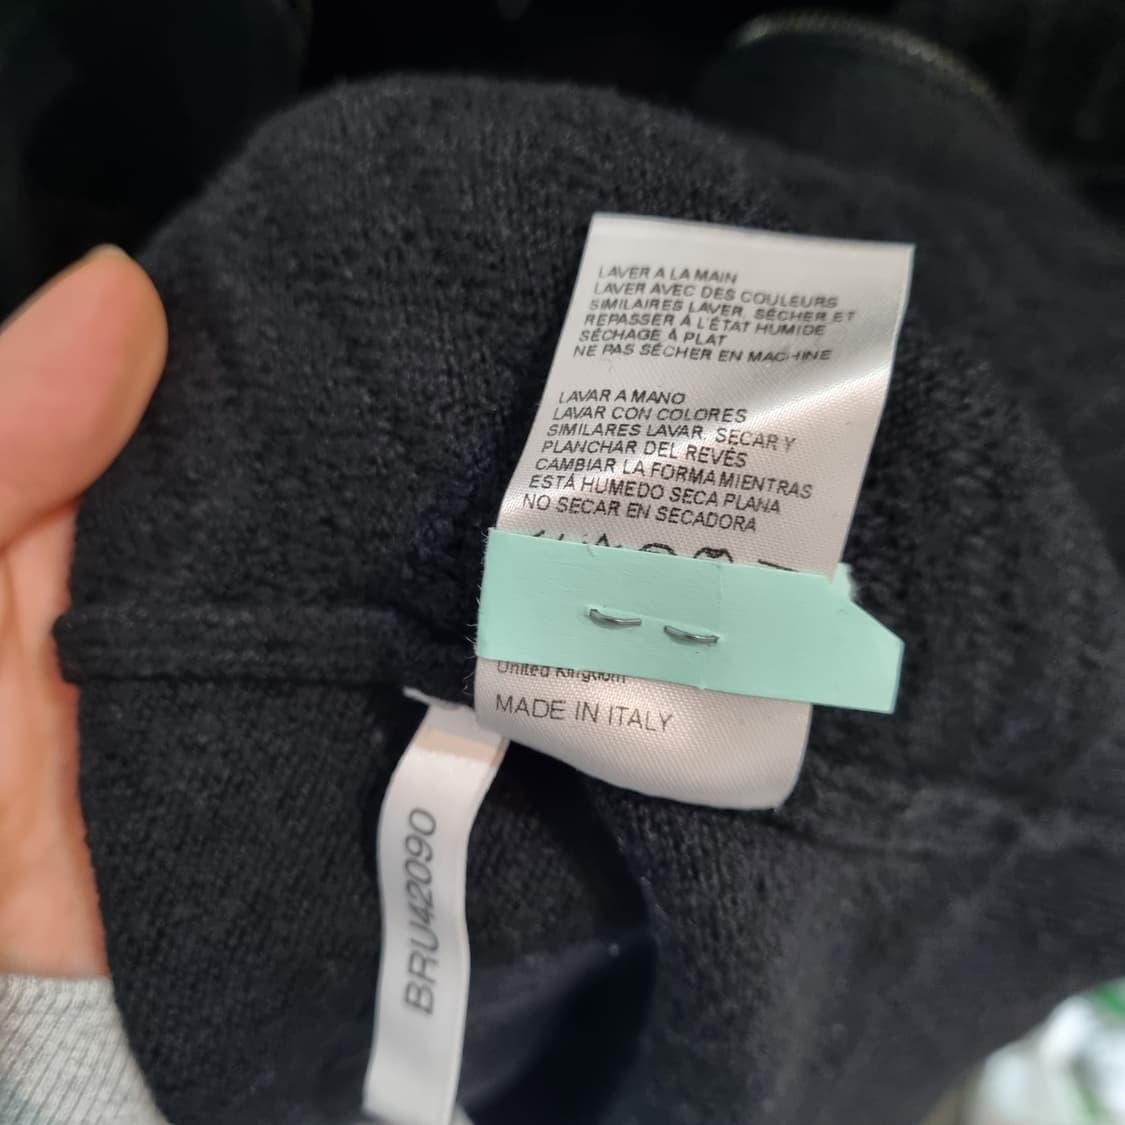 LAVER A LA MAIN
LAVER AVEC DES COULEURS
SIMILAIRES LAVER, SÉCHER ET
REPASSER À L'ÉTAT HUMIDE
SÉCHAGE À PLAT
NE PAS SÉCHER EN MACHINE
LAVAR A MANO
LAVAR CON COLORES
SIMILARES LAVAR, SECAR Y
PLANCHAR DEL REVÉS
CAMBIAR LA FORMA MIENTRAS
ESTÁ HUMEDO SECA PLANA
NO SECAR EN SECADORA
United Kingdom
MADE IN ITALY
BRU42090